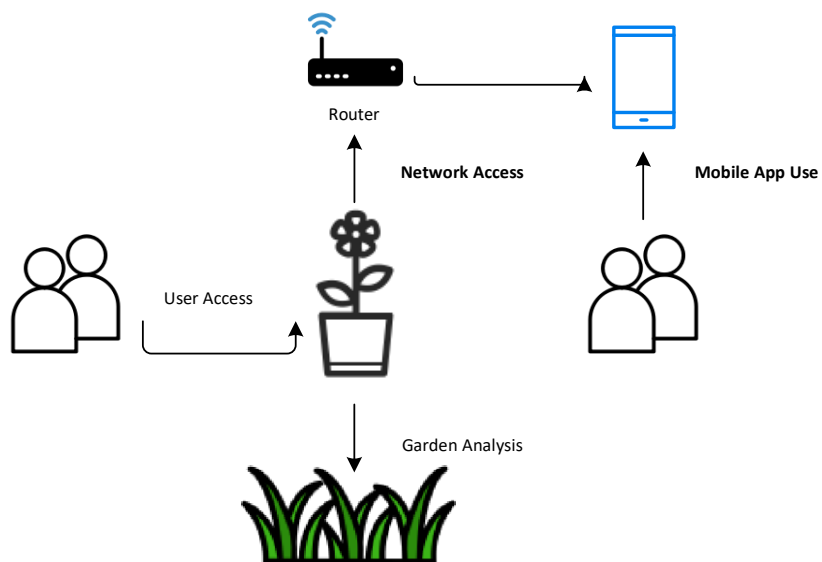 Router
Network Access
Mobile App Use
User Access
Garden Analysis